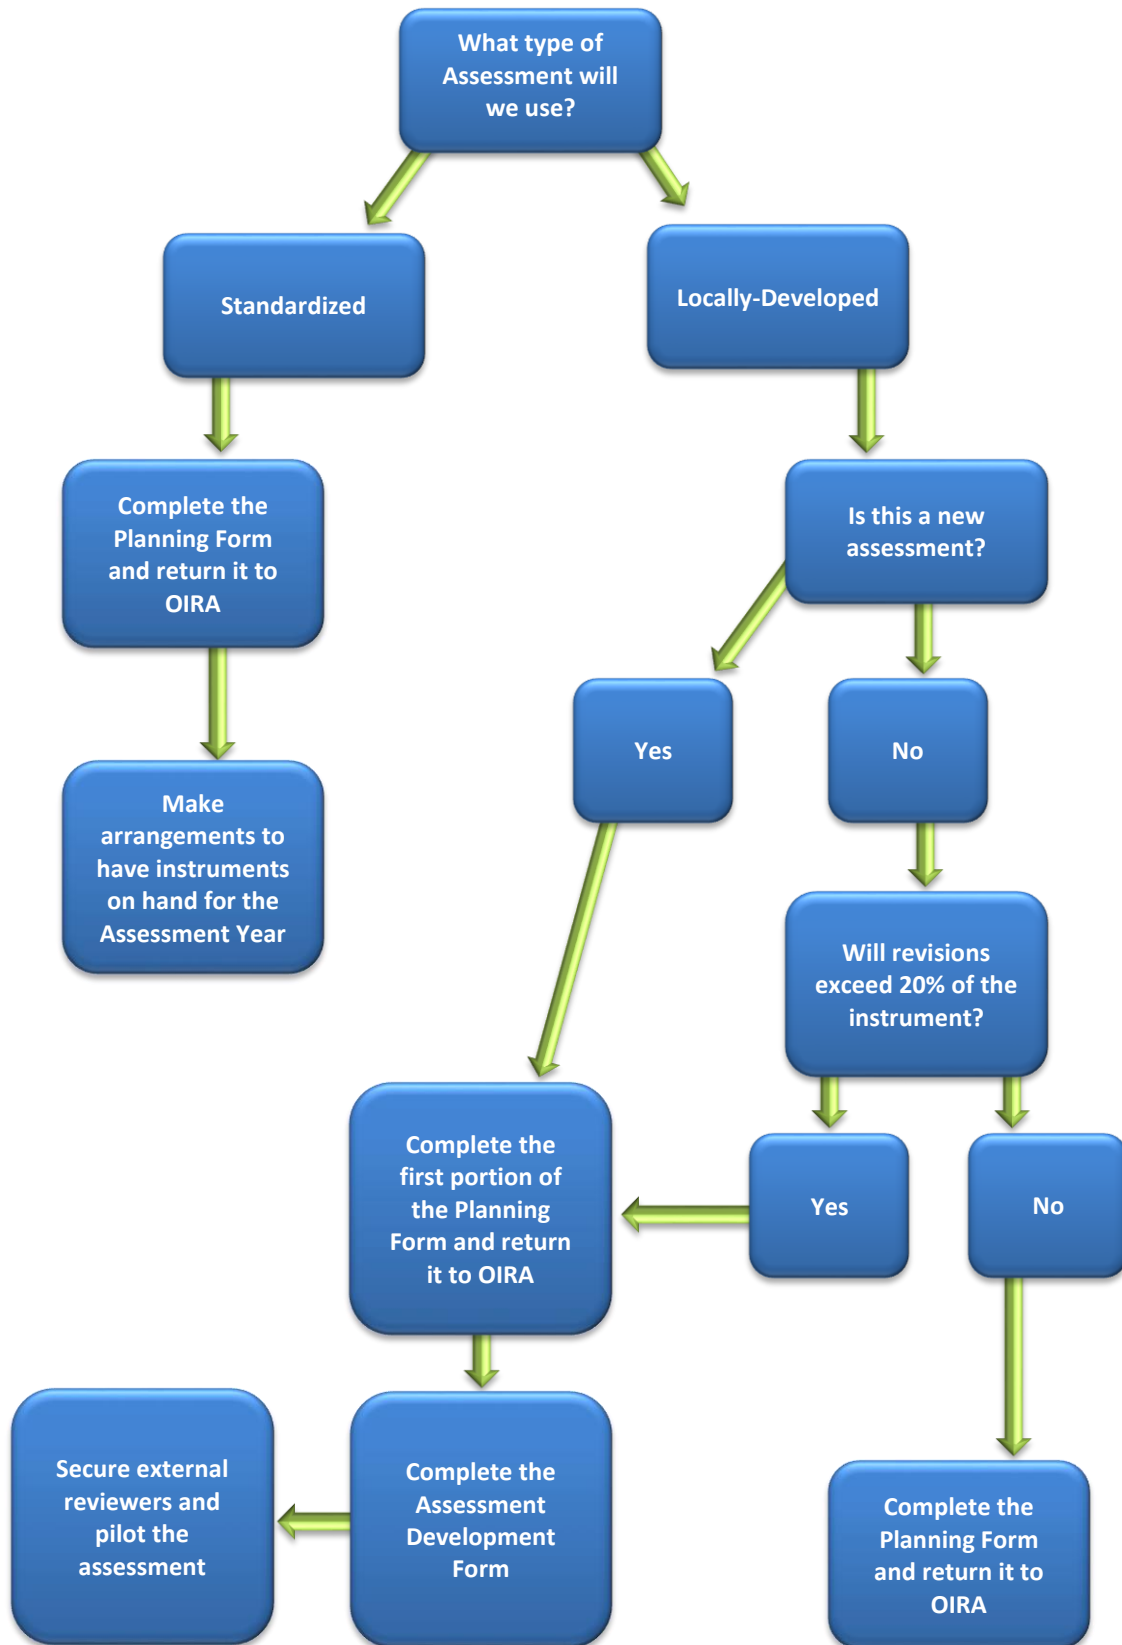 What type of
Assessment will
we use?
Standardized
Locally-Developed
Complete the
Planning Form
and return it to
OIRA
Is this a new
assessment?
Yes
No
Make
arrangements to
have instruments
on hand for the
Assessment Year
Will revisions
exceed 20% of the
instrument?
Complete the
first portion of
the Planning
Form and return
it to OIRA
Yes
No
Secure external
reviewers and
pilot the
assessment
Complete the
Assessment
Development
Form
Complete the
Planning Form
and return it to
OIRA